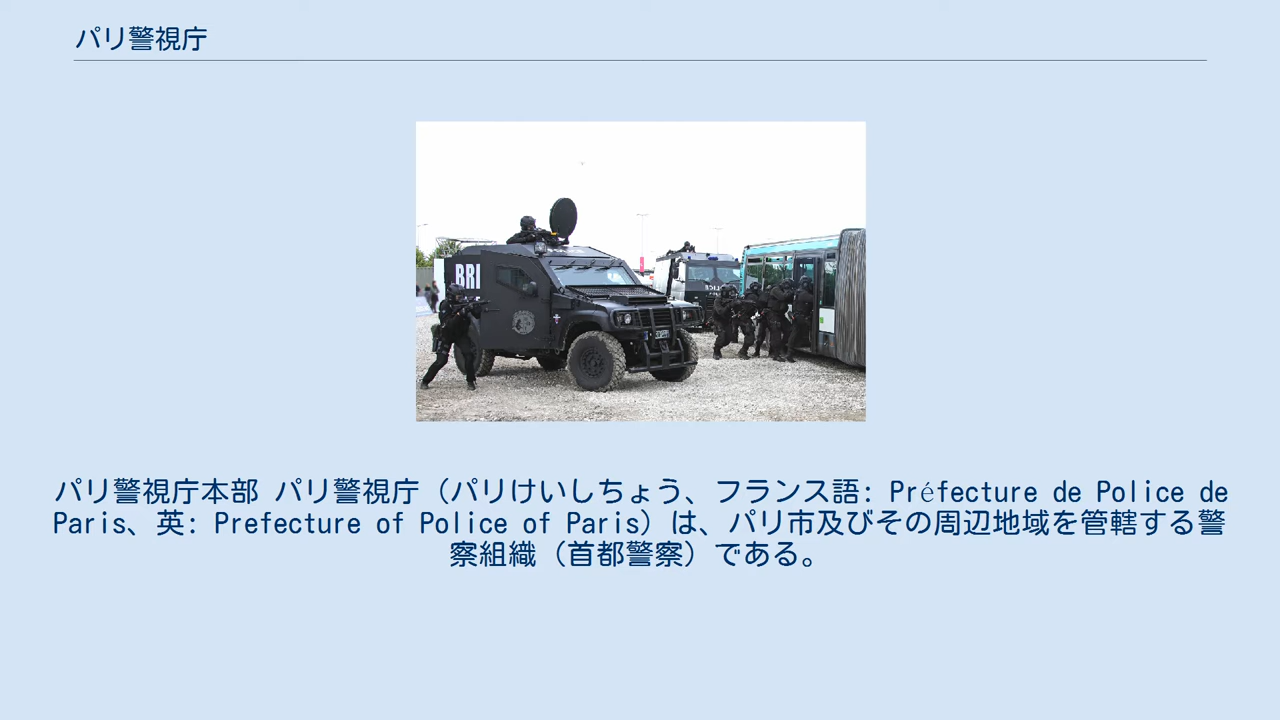 パリ警視庁
BRI
パリ警視庁本部 パリ警視庁（パリけいしちょう、フランス語: Préfecture de Police de
Paris、英: Prefecture of Police of Paris）は、パリ市及びその周辺地域を管轄する警
察組織（首都警察）である。